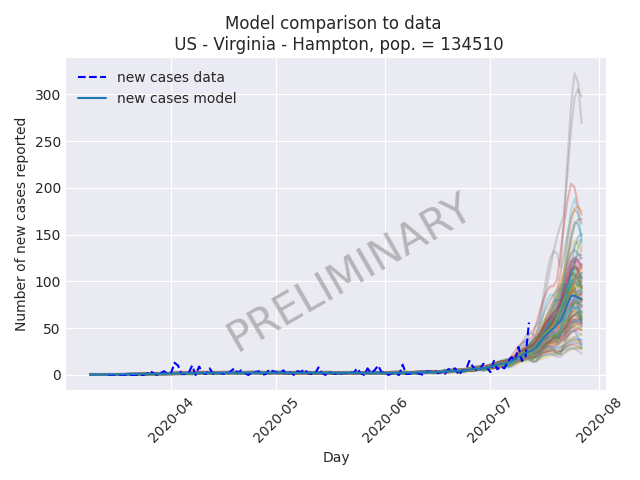 Model comparison to data
US - Virginia - Hampton, pop. = 134510
new cases data
new cases model
Number of new cases reported
300
250
200
150
100
50
0
PRELIMINARY
2020-04
2020-05
2020-06
2020-07
2020-08
Day